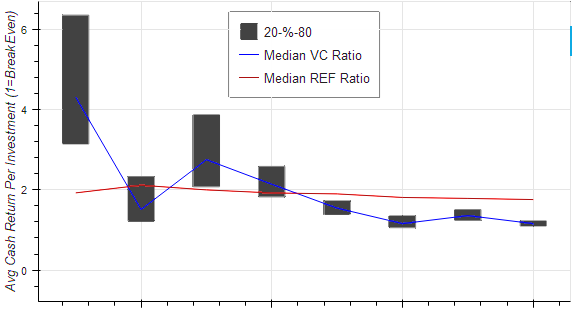 Avg Cash Return Per Investment (1=BreakEven)
6
4
2
0
20-%-80
Median VC Ratio
Median REF Ratio